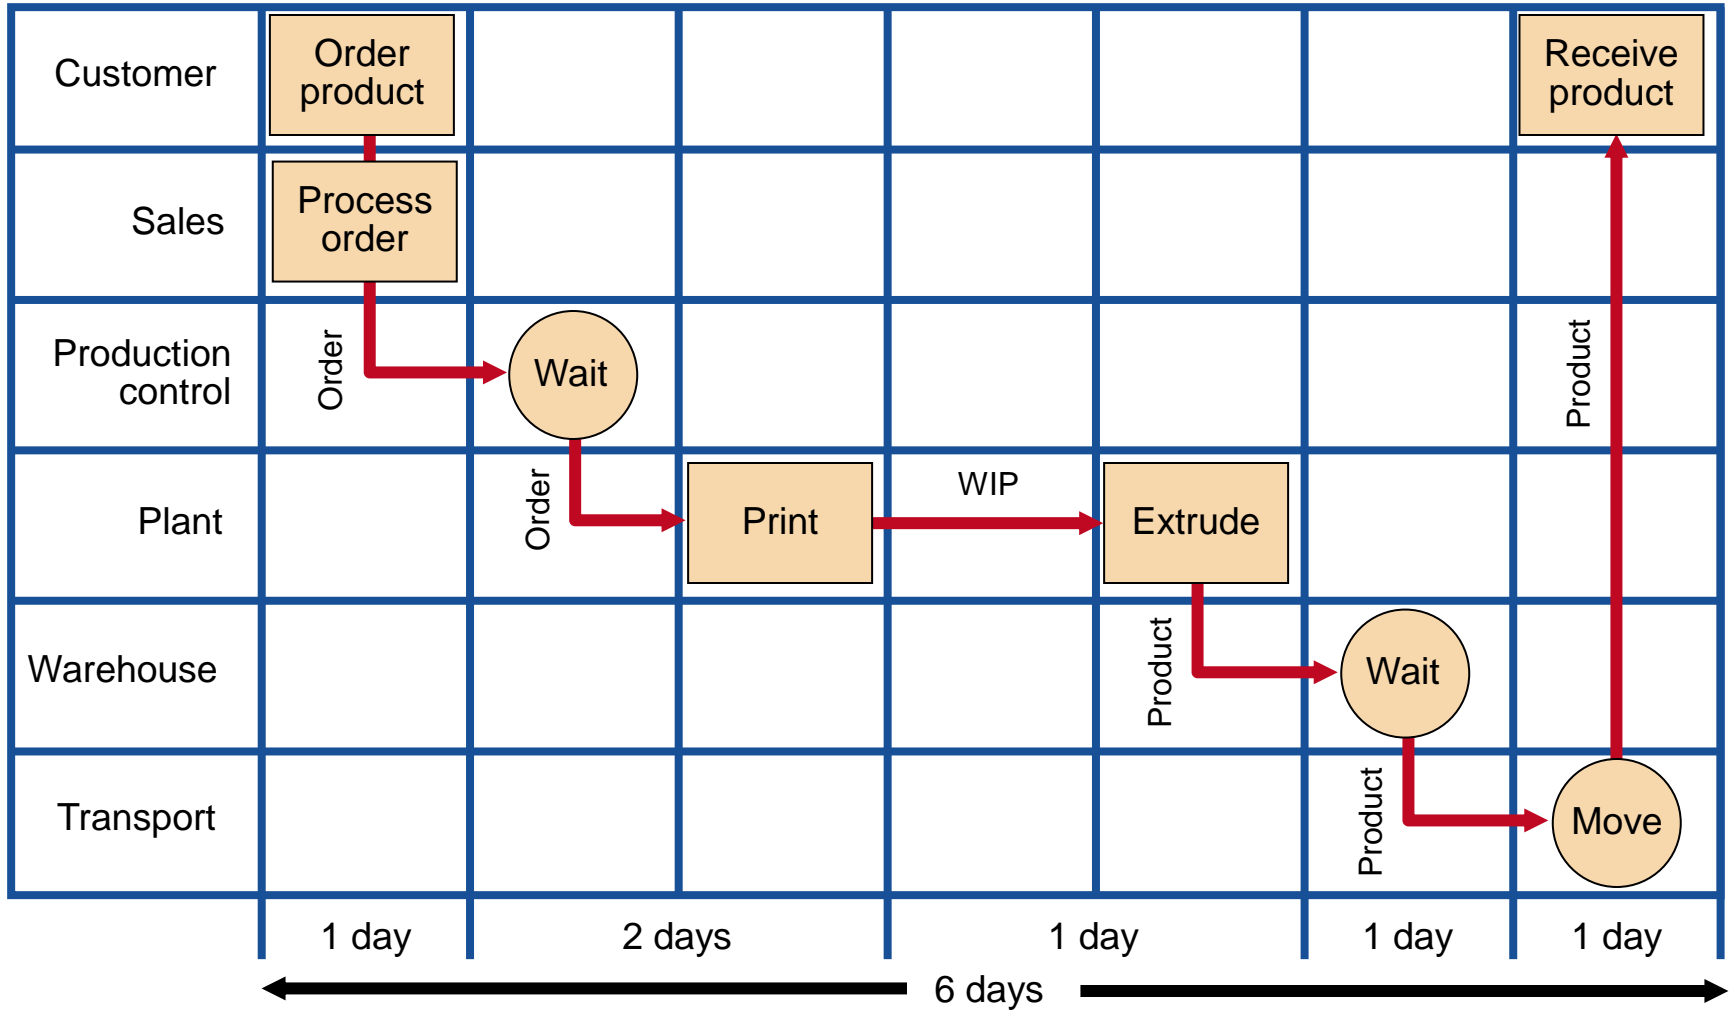 Customer
Order
product
Receive
product
Sales
Process
order
Production
control
Order
Wait
Product
Plant
Order
Print
WIP
Extrude
Warehouse
Product
Wait
Transport
Product
Move
1 day
2 days
1 day
1 day
1 day
6 days